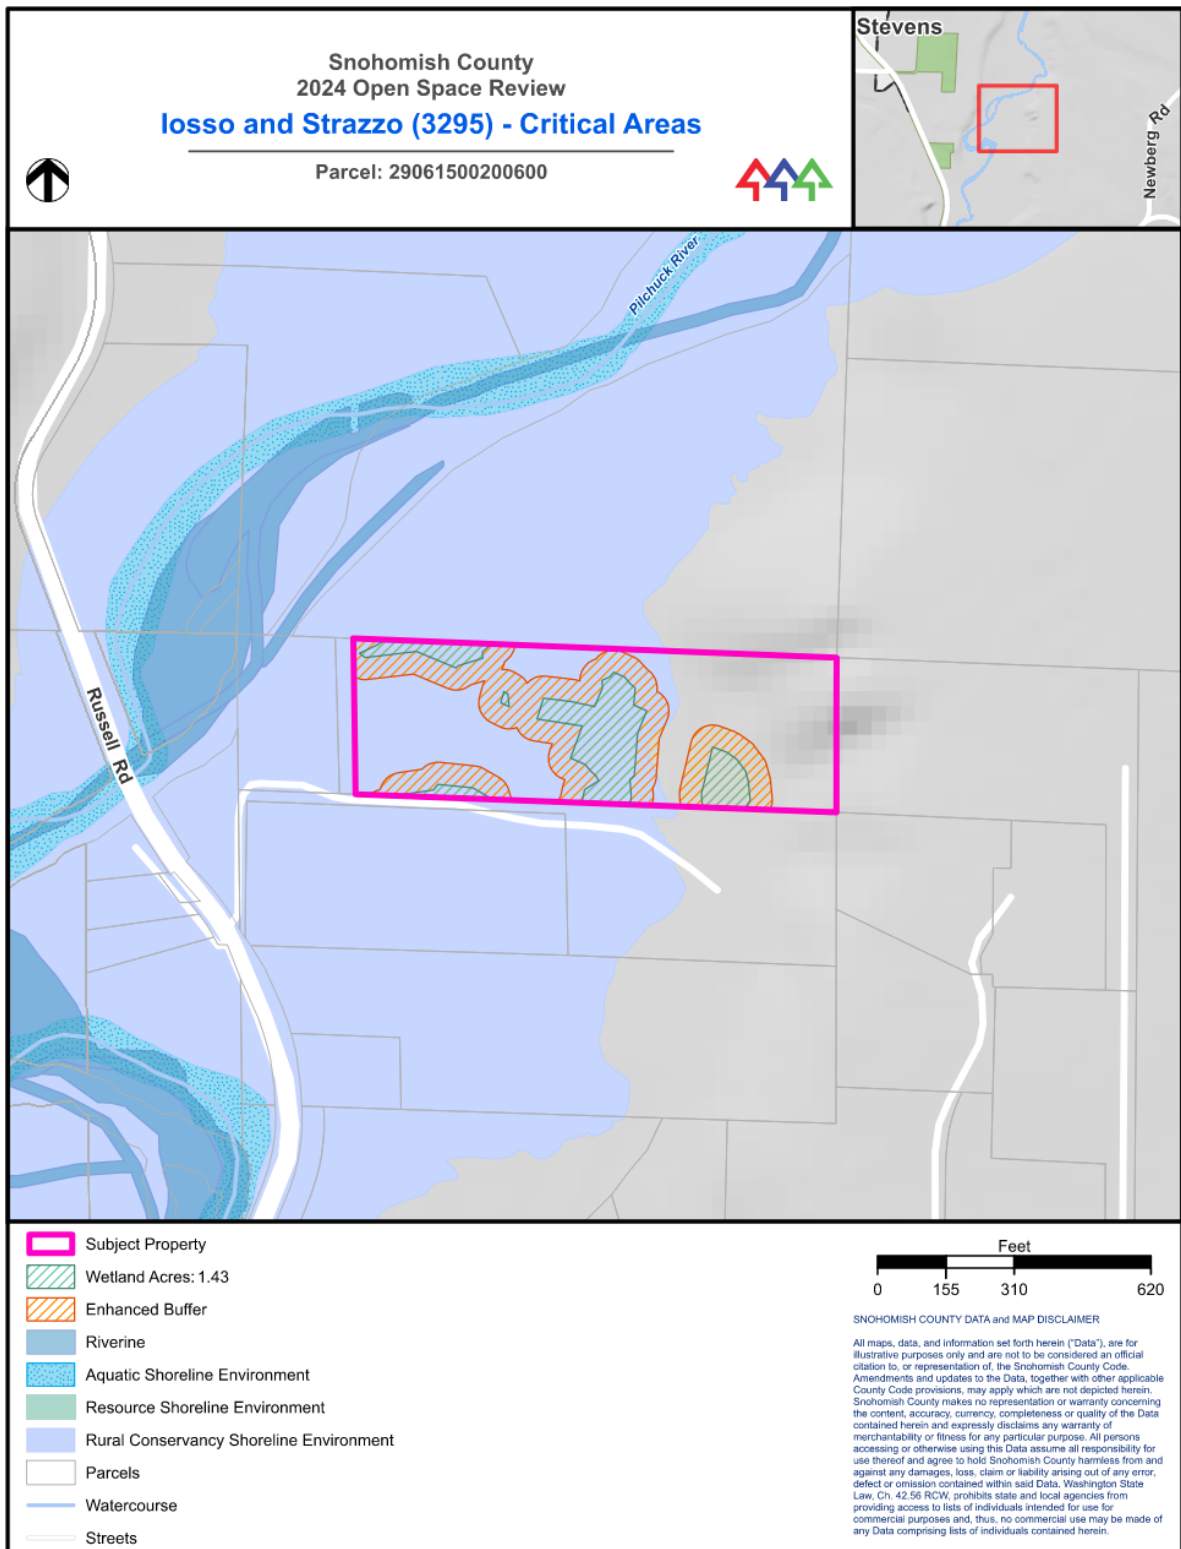 Snohomish County
2024 Open Space Review
Iosso and Strazzo (3295) - Critical Areas
Parcel: 29061500200600
Stevens
Newberg Rd
Pilchuck River
Russell Rd
Subject Property
Wetland Acres: 1.43
Enhanced Buffer
Riverine
Aquatic Shoreline Environment
Resource Shoreline Environment
Rural Conservancy Shoreline Environment
Parcels
Watercourse
Streets
Feet
0 155 310 620
SNOHOMISH COUNTY DATA and MAP DISCLAIMER
All maps, data, and information set forth herein ("Data"), are for
illustrative purposes only and are not to be considered an official
citation to, or representation of, the Snohomish County Code.
Amendments and updates to the Data, together with other applicable
County Code provisions, may apply which are not depicted herein.
Snohomish County makes no representation or warranty concerning
the content, accuracy, currency, completeness or quality of the Data
contained herein and expressly disclaims any warranty of
merchantability or fitness for any particular purpose. All persons
accessing or otherwise using this Data assume all responsibility for
use thereof and agree to hold Snohomish County harmless from and
against any damages, loss, claim or liability arising out of any error,
defect or omission contained within said Data. Washington State
Law, Ch. 42.56 RCW, prohibits state and local agencies from
providing access to lists of individuals intended for use for
commercial purposes and, thus, no commercial use may be made of
any Data comprising lists of individuals contained herein.